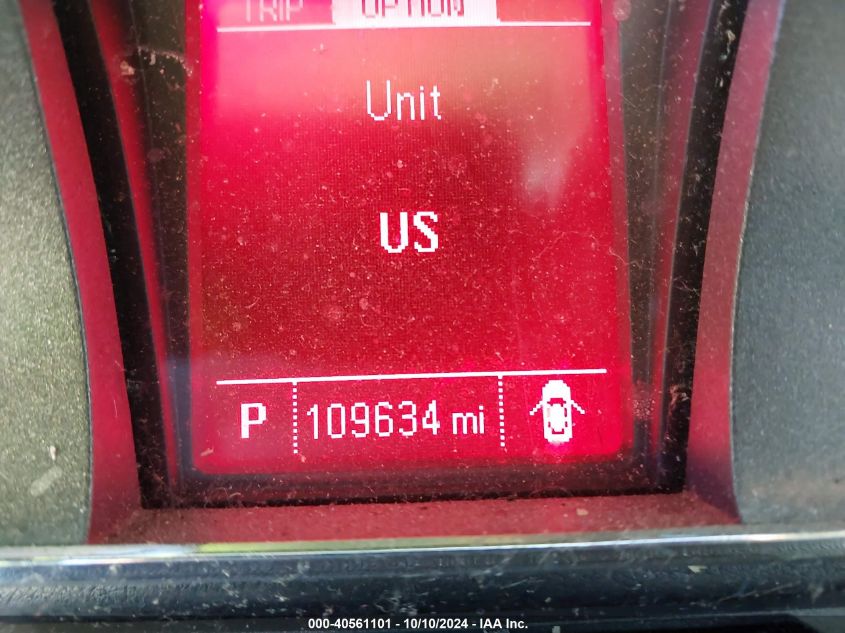 TRIP OPTION
Unit
US
P 109634 mi
000-40561101 - 10/10/2024 - IAA Inc.